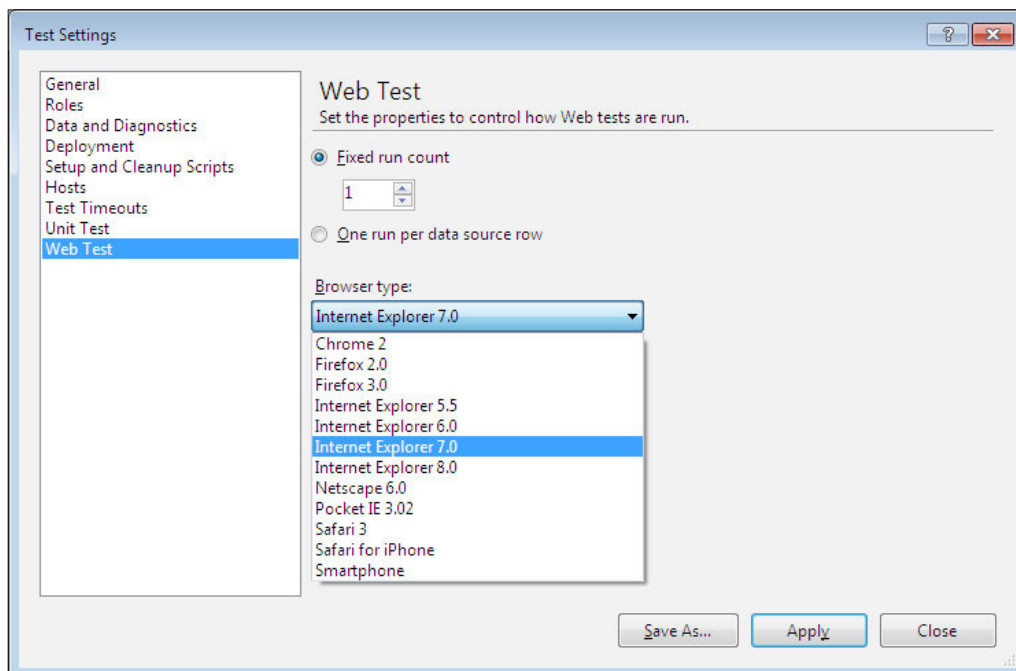 Test Settings
General
Roles
Data and Diagnostics
Deployment
Setup and Cleanup Scripts
Hosts
Test Timeouts
Unit Test
Web Test
Web Test
Set the properties to control how Web tests are run.
Fixed run count
1
One run per data source row
Browser type:
Internet Explorer 7.0
Chrome 2
Firefox 2.0
Firefox 3.0
Internet Explorer 5.5
Internet Explorer 6.0
Internet Explorer 7.0
Internet Explorer 8.0
Netscape 6.0
Pocket IE 3.02
Safari 3
Safari for iPhone
Smartphone
Save As...
Apply
Close